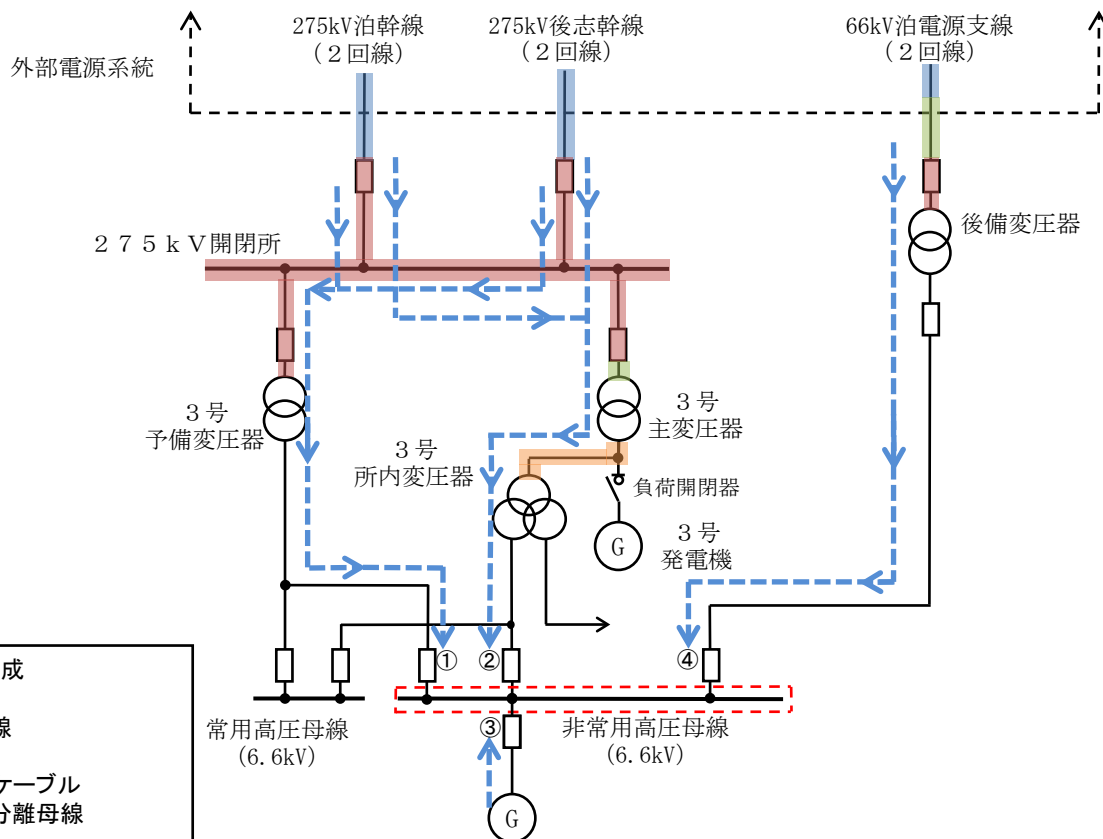 275kV泊幹線
(２回線)
275kV後志幹線
(２回線)
66kV泊電源支線
(２回線)
外部電源系統
２７５ｋＶ開閉所
後備変圧器
３号
予備変圧器
３号
主変圧器
３号
所内変圧器
負荷開閉器
G
３号
発電機
①
②
④
成
線
ケーブル
分離母線
常用高圧母線
(6.6kV)
③
非常用高圧母線
(6.6kV)
G